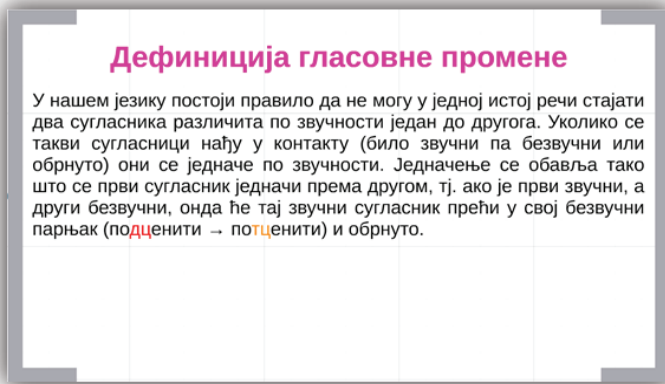 Дефиниција гласовне промене
У нашем језику постоји правило да не могу у једној истој речи стајати
два сугласника различита по звучности један до другога. Уколико се
такви сугласници нађу у контакту (било звучни па безвучни или
обрнуто) они се једначе по звучности. Једначење се обавља тако
што се први сугласник једначи према другом, тј. ако је први звучни, а
други безвучни, онда ће тај звучни сугласник прећи у свој безвучни
парњак (подценити → потценити) и обрнуто.